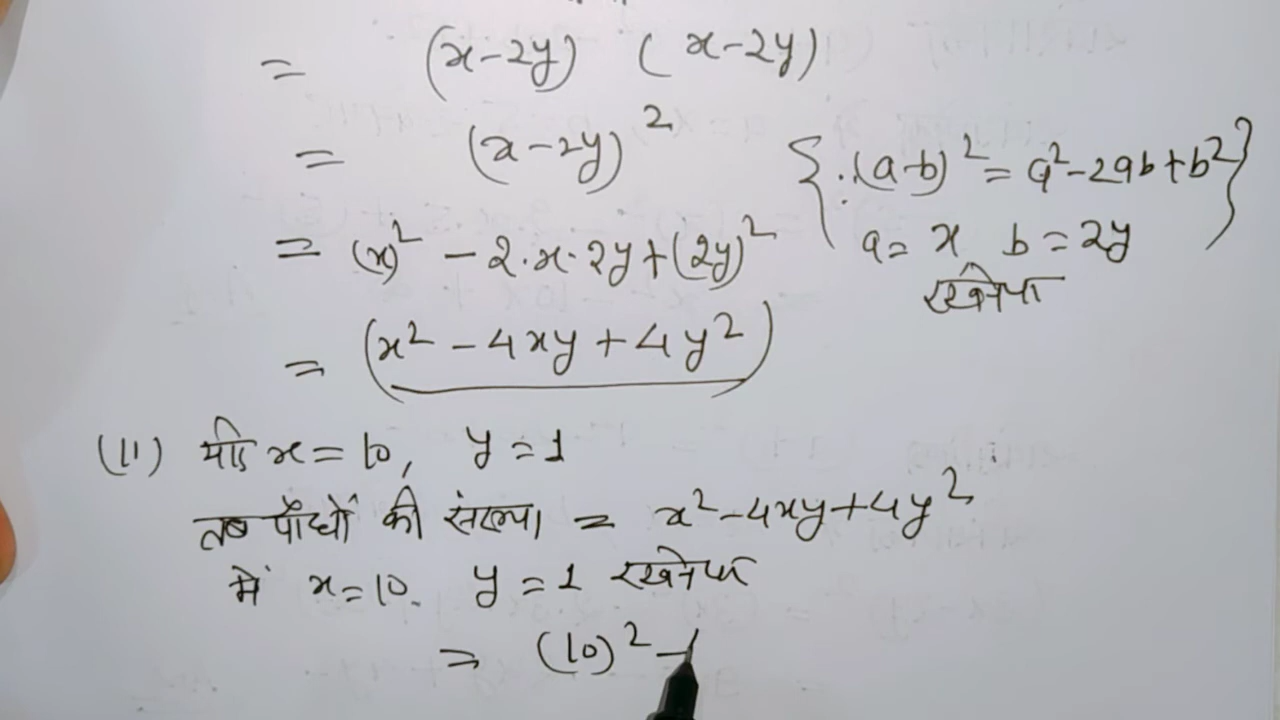 = (x-2y) (x-2y)
= (x-2y)²
{∵(a-b)² = a²-2ab+b²}
a = x b = 2y
रखनेपर
= (x)² - 2·x·2y+(2y)²
= (x² - 4xy + 4y²)
(11) यदि x = 10, y = 1
तब पौधों की संख्या = x²-4xy+4y²
में x=10. y = 1 रखनेपर
= (10)² -